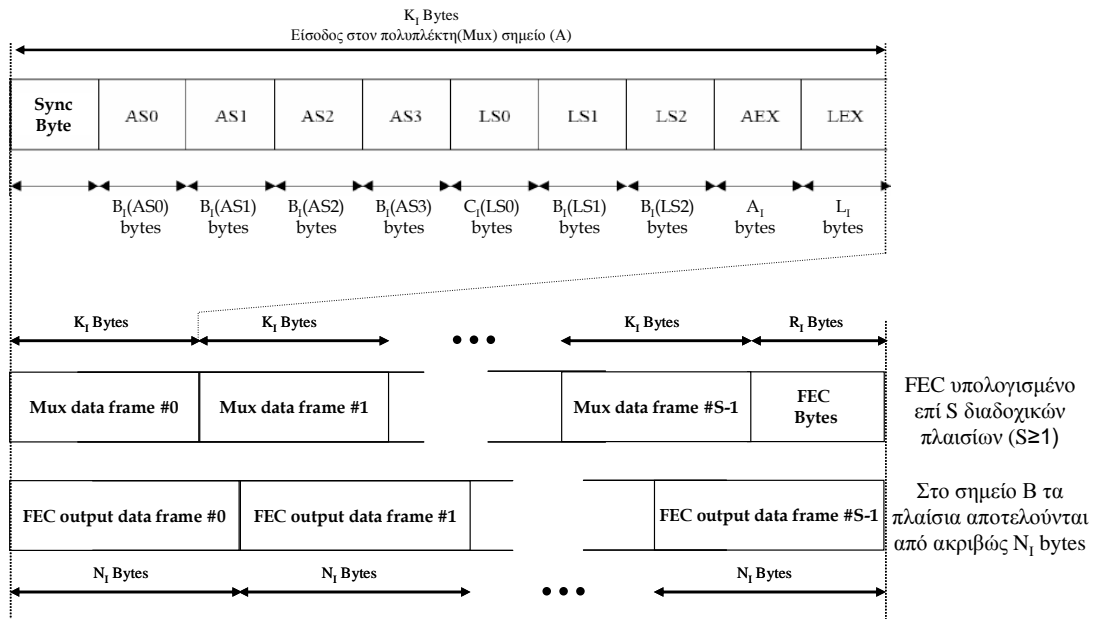 K_I Bytes
Είσοδος στον πολυπλέκτη(Mux) σημείο (A)
Sync Byte AS0 AS1 AS2 AS3 LS0 LS1 LS2 AEX LEX
B_I(AS0) bytes B_I(AS1) bytes B_I(AS2) bytes B_I(AS3) bytes C_I(LS0) bytes B_I(LS1) bytes B_I(LS2) bytes A_I bytes L_I bytes
K_I Bytes K_I Bytes ••• K_I Bytes R_I Bytes
Mux data frame #0 Mux data frame #1 Mux data frame #S-1 FEC Bytes
FEC υπολογισμένο
επί S διαδοχικών
πλαισίων (S≥1)
FEC output data frame #0 FEC output data frame #1 FEC output data frame #S-1
Στο σημείο B τα
πλαίσια αποτελούνται
από ακριβώς N_I bytes
N_I Bytes N_I Bytes ••• N_I Bytes